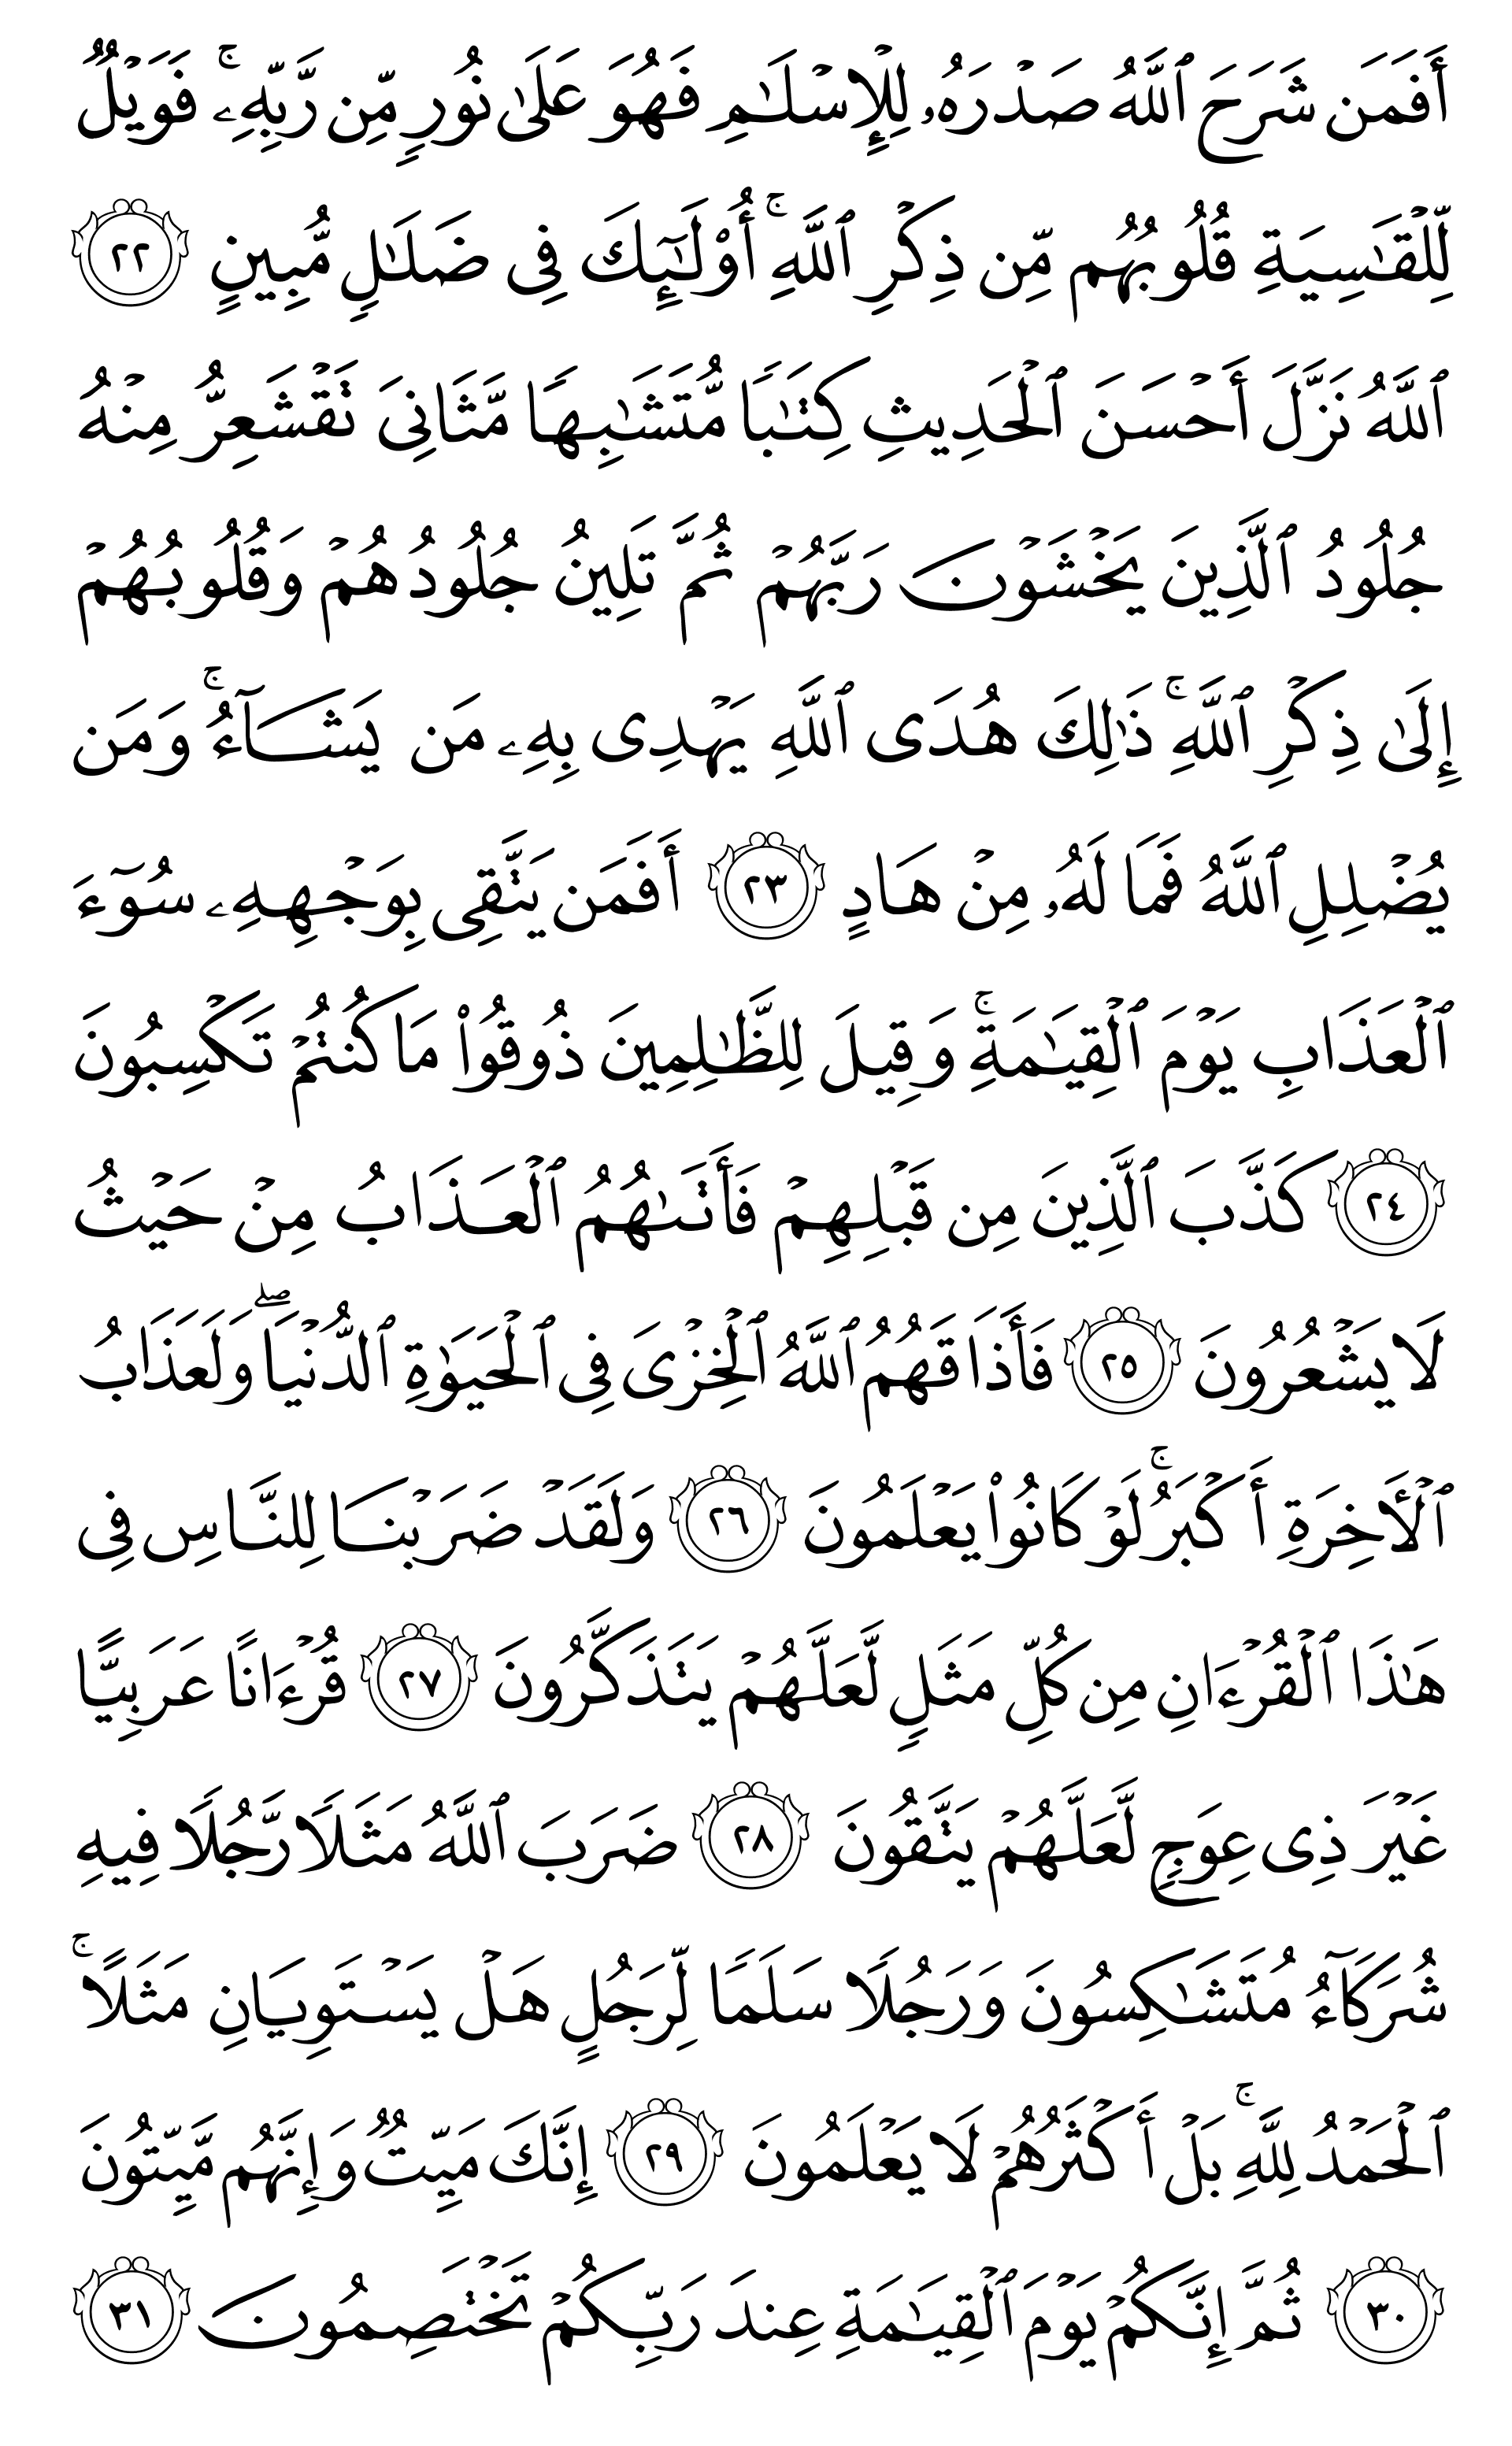 أَفَمَن شَرَحَ ٱللَّهُ صَدۡرَهُۥ لِلۡإِسۡلَٰمِ فَهُوَ عَلَىٰ نُورٖ مِّن رَّبِّهِۦۚ فَوَيۡلٞ
لِّلۡقَٰسِيَةِ قُلُوبُهُم مِّن ذِكۡرِ ٱللَّهِۚ أُوْلَٰٓئِكَ فِي ضَلَٰلٖ مُّبِينٍ ٢٢
ٱللَّهُ نَزَّلَ أَحۡسَنَ ٱلۡحَدِيثِ كِتَٰبٗا مُّتَشَٰبِهٗا مَّثَانِيَ تَقۡشَعِرُّ مِنۡهُ
جُلُودُ ٱلَّذِينَ يَخۡشَوۡنَ رَبَّهُمۡ ثُمَّ تَلِينُ جُلُودُهُمۡ وَقُلُوبُهُمۡ
إِلَىٰ ذِكۡرِ ٱللَّهِۚ ذَٰلِكَ هُدَى ٱللَّهِ يَهۡدِي بِهِۦ مَن يَشَآءُۚ وَمَن
يُضۡلِلِ ٱللَّهُ فَمَا لَهُۥ مِنۡ هَادٍ ٢٣ أَفَمَن يَتَّقِي بِوَجۡهِهِۦ سُوٓءَ
ٱلۡعَذَابِ يَوۡمَ ٱلۡقِيَٰمَةِۚ وَقِيلَ لِلظَّٰلِمِينَ ذُوقُواْ مَا كُنتُمۡ تَكۡسِبُونَ
٢٤ كَذَّبَ ٱلَّذِينَ مِن قَبۡلِهِمۡ فَأَتَىٰهُمُ ٱلۡعَذَابُ مِنۡ حَيۡثُ
لَا يَشۡعُرُونَ ٢٥ فَأَذَاقَهُمُ ٱللَّهُ ٱلۡخِزۡيَ فِي ٱلۡحَيَوٰةِ ٱلدُّنۡيَاۖ وَلَعَذَابُ
ٱلۡأٓخِرَةِ أَكۡبَرُۚ لَوۡ كَانُواْ يَعۡلَمُونَ ٢٦ وَلَقَدۡ ضَرَبۡنَا لِلنَّاسِ فِي
هَٰذَا ٱلۡقُرۡءَانِ مِن كُلِّ مَثَلٖ لَّعَلَّهُمۡ يَتَذَكَّرُونَ ٢٧ قُرۡءَانًا عَرَبِيًّا
غَيۡرَ ذِي عِوَجٖ لَّعَلَّهُمۡ يَتَّقُونَ ٢٨ ضَرَبَ ٱللَّهُ مَثَلٗا رَّجُلٗا فِيهِ
شُرَكَآءُ مُتَشَٰكِسُونَ وَرَجُلٗا سَلَمٗا لِّرَجُلٍ هَلۡ يَسۡتَوِيَانِ مَثَلًاۚ
ٱلۡحَمۡدُ لِلَّهِۚ بَلۡ أَكۡثَرُهُمۡ لَا يَعۡلَمُونَ ٢٩ إِنَّكَ مَيِّتٞ وَإِنَّهُم مَّيِّتُونَ
٣٠ ثُمَّ إِنَّكُمۡ يَوۡمَ ٱلۡقِيَٰمَةِ عِندَ رَبِّكُمۡ تَخۡتَصِمُونَ ٣١